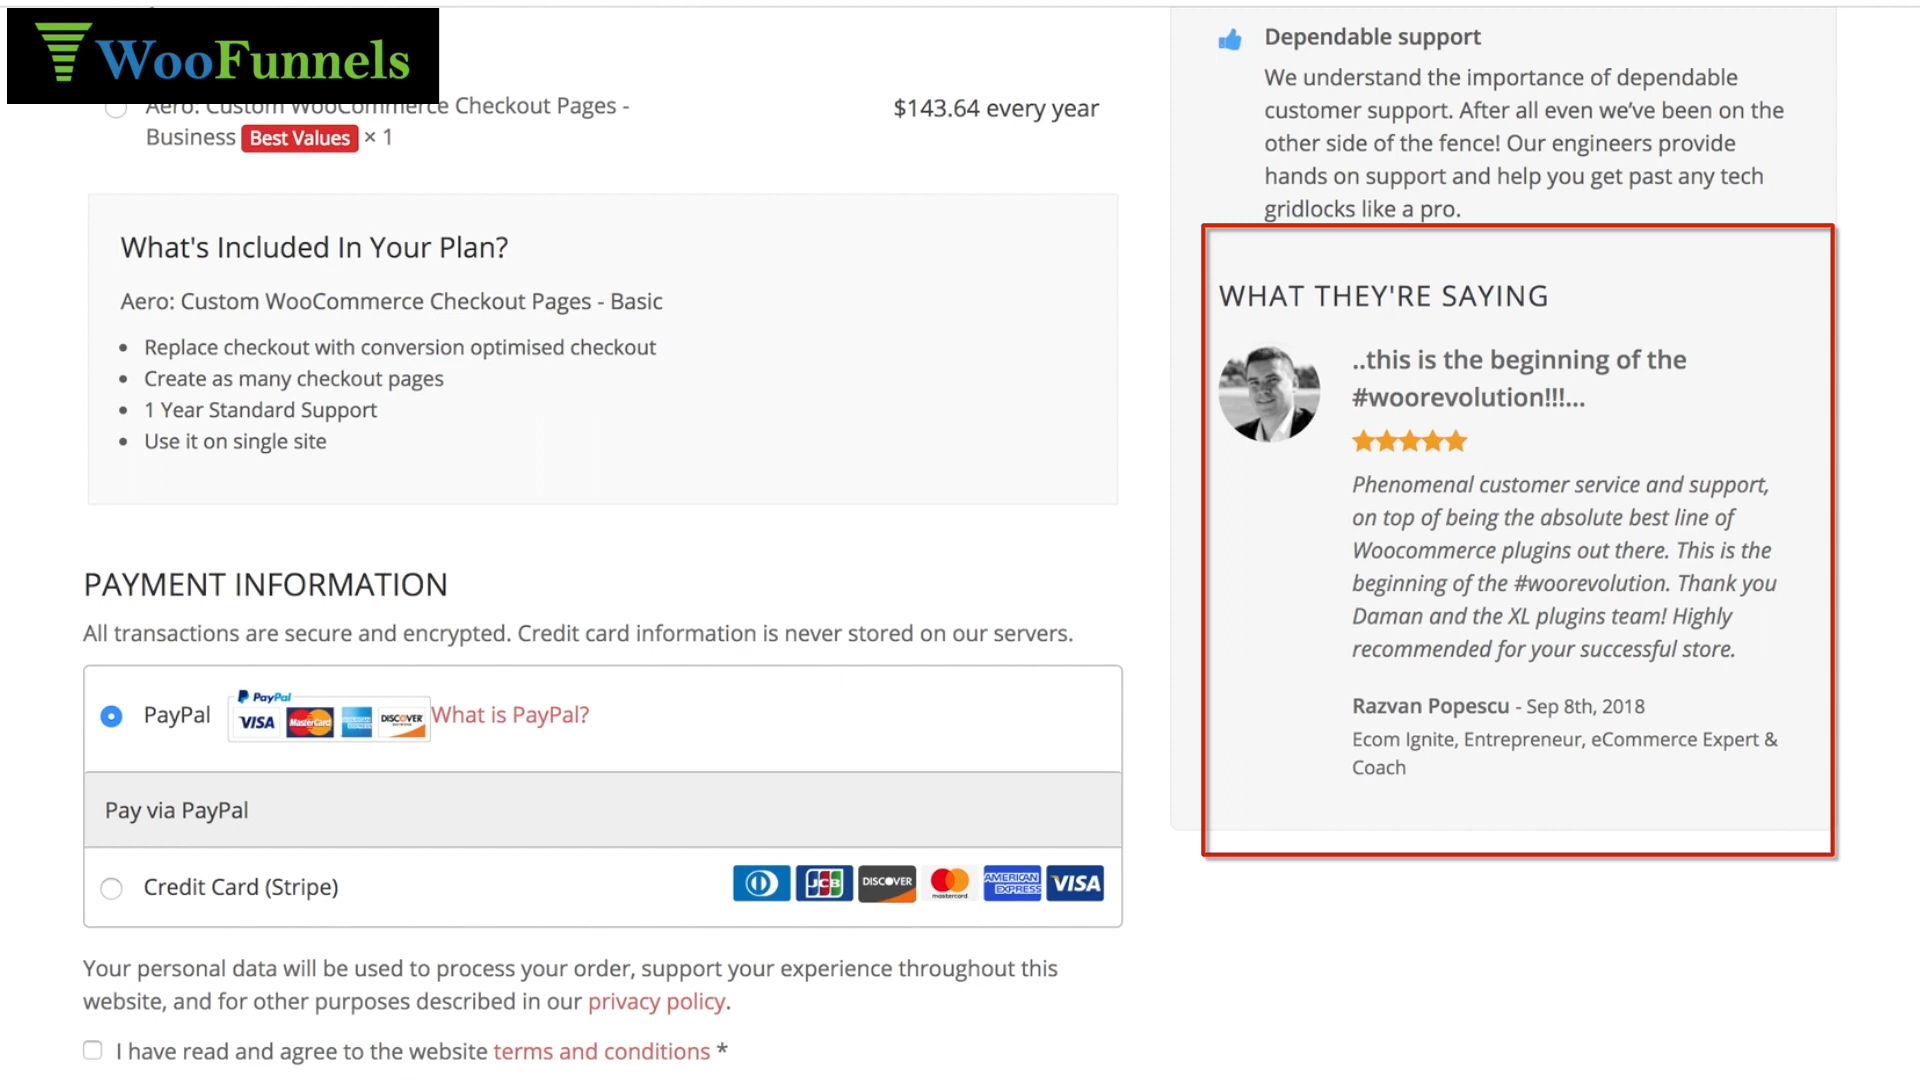 WooFunnels
Aero: Custom WooCommerce Checkout Pages -
Business Best Values × 1
$143.64 every year
What's Included In Your Plan?
Aero: Custom WooCommerce Checkout Pages - Basic
• Replace checkout with conversion optimised checkout
• Create as many checkout pages
• 1 Year Standard Support
• Use it on single site
PAYMENT INFORMATION
All transactions are secure and encrypted. Credit card information is never stored on our servers.
PayPal
PayPal
VISA MasterCard AMERICAN EXPRESS DISCOVER
What is PayPal?
Pay via PayPal
Credit Card (Stripe)
JCB DISCOVER mastercard AMERICAN EXPRESS VISA
Your personal data will be used to process your order, support your experience throughout this
website, and for other purposes described in our privacy policy.
I have read and agree to the website terms and conditions *
Dependable support
We understand the importance of dependable
customer support. After all even we’ve been on the
other side of the fence! Our engineers provide
hands on support and help you get past any tech
gridlocks like a pro.
WHAT THEY'RE SAYING
..this is the beginning of the
#woorevolution!!!...
Phenomenal customer service and support,
on top of being the absolute best line of
Woocommerce plugins out there. This is the
beginning of the #woorevolution. Thank you
Daman and the XL plugins team! Highly
recommended for your successful store.
Razvan Popescu - Sep 8th, 2018
Ecom Ignite, Entrepreneur, eCommerce Expert &
Coach